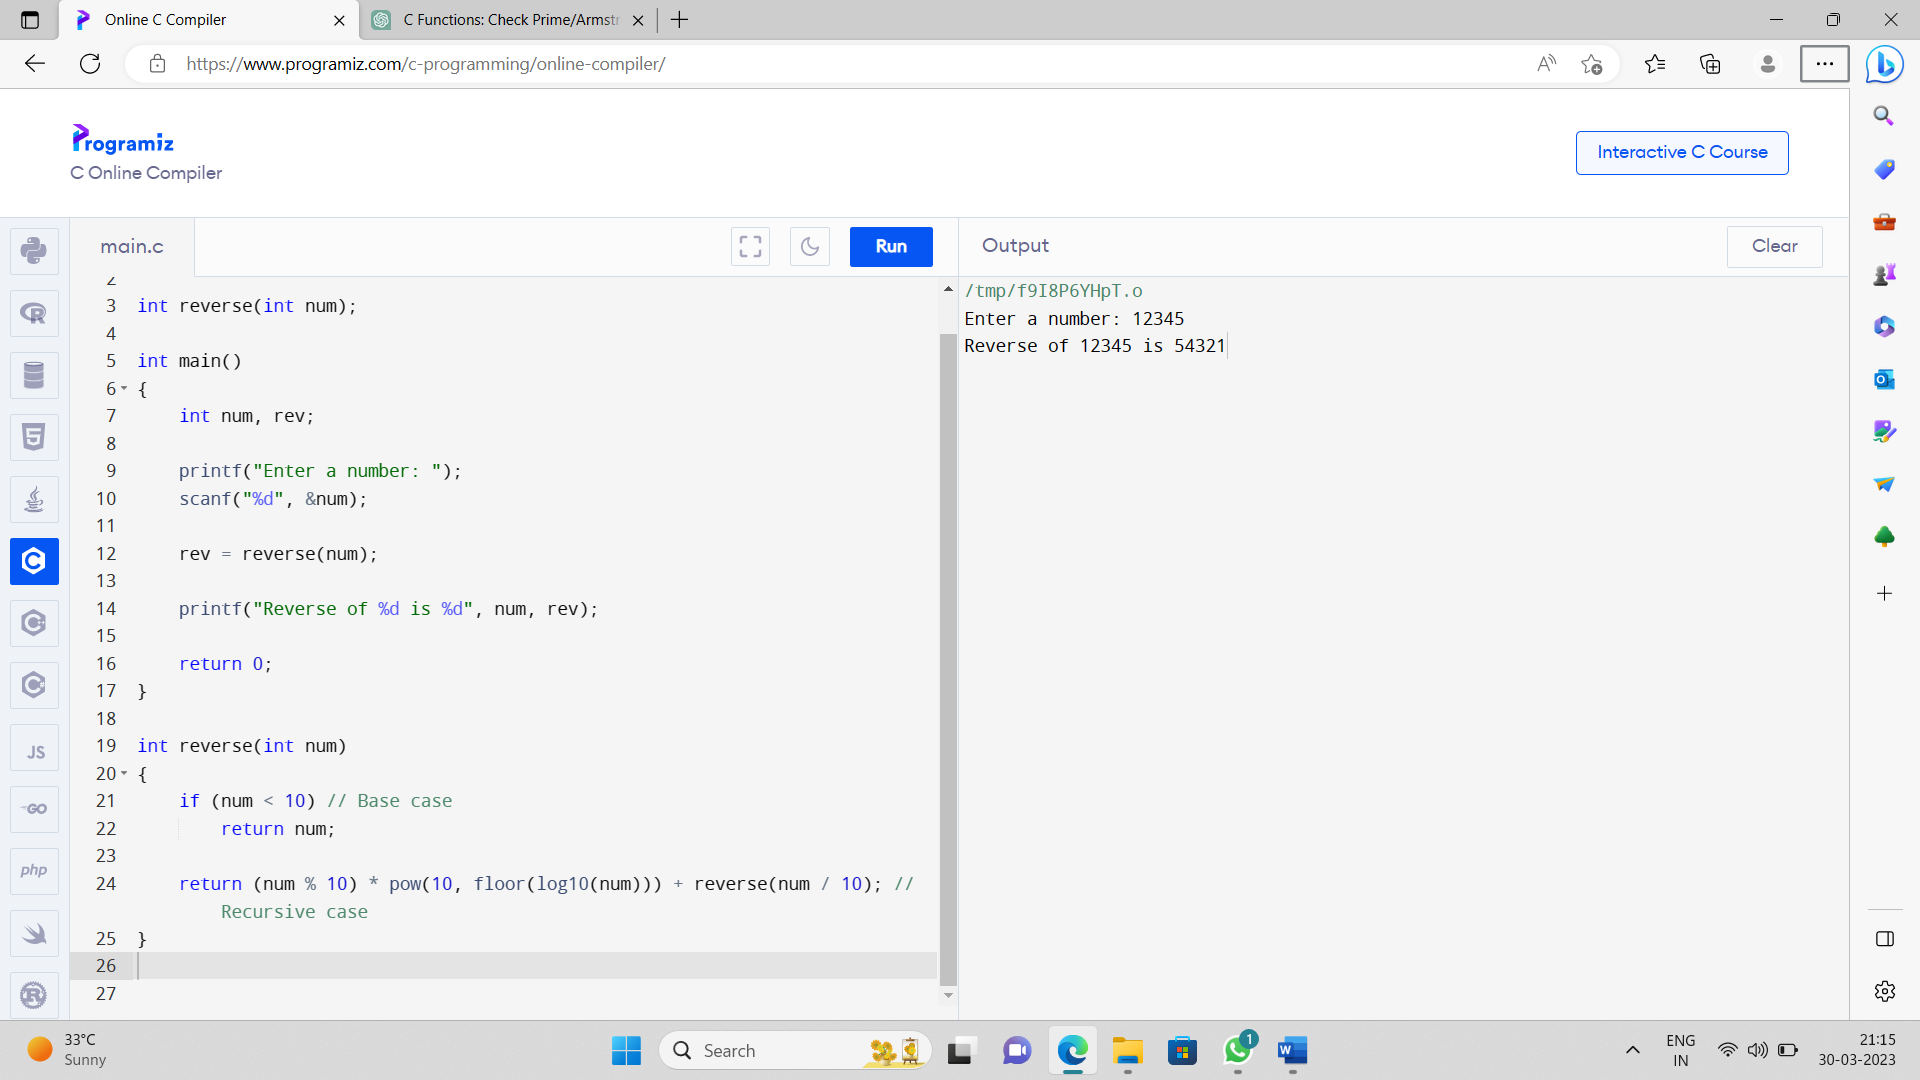 Online C Compiler
C Functions: Check Prime/Armstr
https://www.programiz.com/c-programming/online-compiler/
Programiz
C Online Compiler
Interactive C Course
main.c
Run
Output
Clear
2
3 int reverse(int num);
4
5 int main()
6 {
7 int num, rev;
8
9 printf("Enter a number: ");
10 scanf("%d", &num);
11
12 rev = reverse(num);
13
14 printf("Reverse of %d is %d", num, rev);
15
16 return 0;
17 }
18
19 int reverse(int num)
20 {
21 if (num < 10) // Base case
22 return num;
23
24 return (num % 10) * pow(10, floor(log10(num))) + reverse(num / 10); //
Recursive case
25 }
26
27
/tmp/f9I8P6YHpT.o
Enter a number: 12345
Reverse of 12345 is 54321
JS
GO
php
33°C
Sunny
Search
1
ENG
IN
21:15
30-03-2023